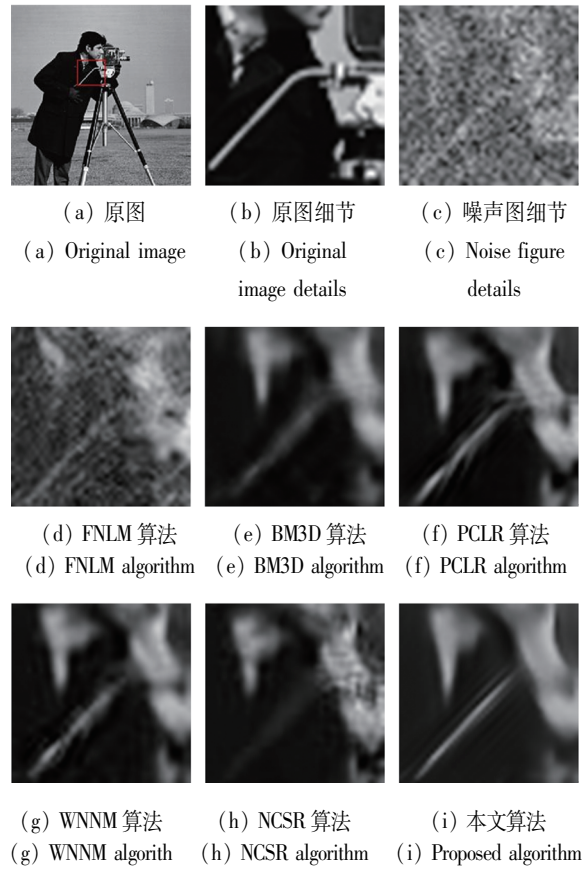 (a) 原图 (b) 原图细节 (c) 噪声图细节
(a) Original image (b) Original (c) Noise figure
image details details
(d) FNLM 算法 (e) BM3D 算法 (f) PCLR 算法
(d) FNLM algorithm (e) BM3D algorithm (f) PCLR algorithm
(g) WNNM 算法 (h) NCSR 算法 (i) 本文算法
(g) WNNM algorith (h) NCSR algorithm (i) Proposed algorithm